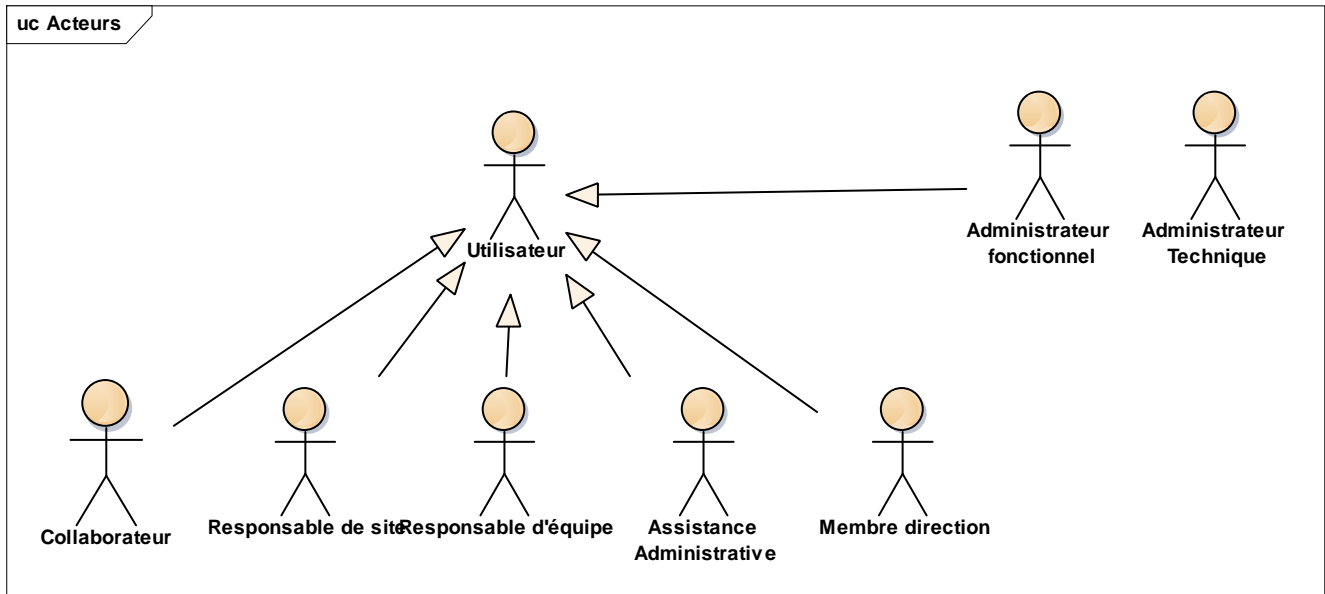 uc Acteurs
Utilisateur
Administrateur
fonctionnel
Administrateur
Technique
Collaborateur
Responsable de site
Responsable d'équipe
Assistance
Administrative
Membre direction